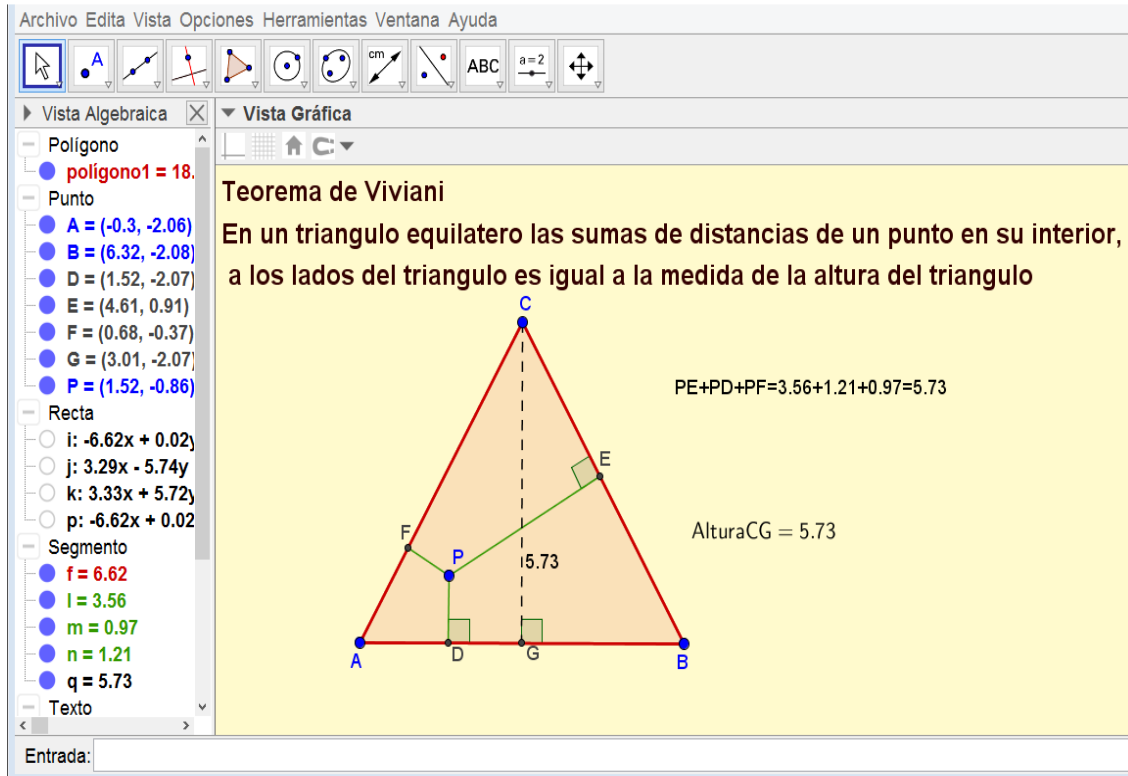 Archivo Edita Vista Opciones Herramientas Ventana Ayuda
A
cm
ABC
a=2
Vista Algebraica
Vista Gráfica
Polígono
polígono1 = 18.
Punto
A = (-0.3, -2.06)
B = (6.32, -2.08)
D = (1.52, -2.07)
E = (4.61, 0.91)
F = (0.68, -0.37)
G = (3.01, -2.07)
P = (1.52, -0.86)
Recta
i: -6.62x + 0.02y
j: 3.29x - 5.74y
k: 3.33x + 5.72y
p: -6.62x + 0.02
Segmento
f = 6.62
l = 3.56
m = 0.97
n = 1.21
q = 5.73
Texto
Teorema de Viviani
En un triangulo equilatero las sumas de distancias de un punto en su interior,
a los lados del triangulo es igual a la medida de la altura del triangulo
C
PE+PD+PF=3.56+1.21+0.97=5.73
E
F
AlturaCG = 5.73
P
5.73
A
D
G
B
Entrada: